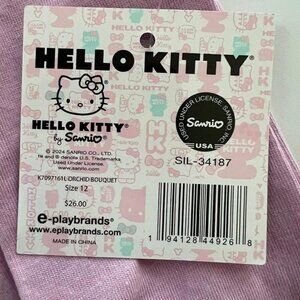 HELLO KITTY®
HELLO KITTY®
by Sanrio
© 2024 SANRIO CO., LTD.
TM and ® denote U.S. Trademarks
Used Under License.
www.sanrio.com
USED UNDER LICENSE. SANRIO, INC.
Sanrio
USA
SIL-34187
K7097161L ORCHID BOUQUET
Size 12
$26.00
e-playbrands®
www.eplaybrands.com
MADE IN CHINA
1 94128 44926 8